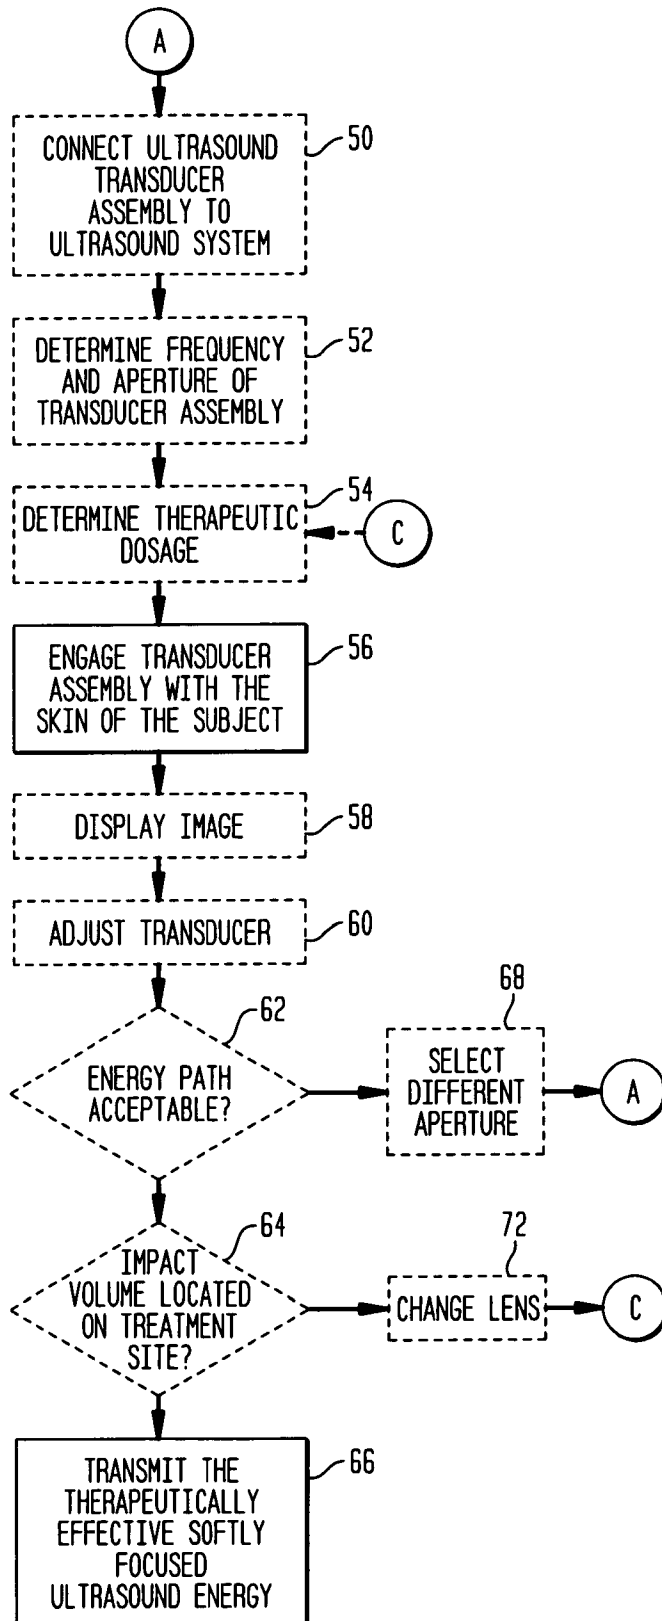 A
CONNECT ULTRASOUND
TRANSDUCER
ASSEMBLY TO
ULTRASOUND SYSTEM
50
DETERMINE FREQUENCY
AND APERTURE OF
TRANSDUCER ASSEMBLY
52
DETERMINE THERAPEUTIC
DOSAGE
54
C
ENGAGE TRANSDUCER
ASSEMBLY WITH THE
SKIN OF THE SUBJECT
56
DISPLAY IMAGE
58
ADJUST TRANSDUCER
60
ENERGY PATH
ACCEPTABLE?
62
SELECT
DIFFERENT
APERTURE
68
A
IMPACT
VOLUME LOCATED
ON TREATMENT
SITE?
64
CHANGE LENS
72
C
TRANSMIT THE
THERAPEUTICALLY
EFFECTIVE SOFTLY
FOCUSED
ULTRASOUND ENERGY
66